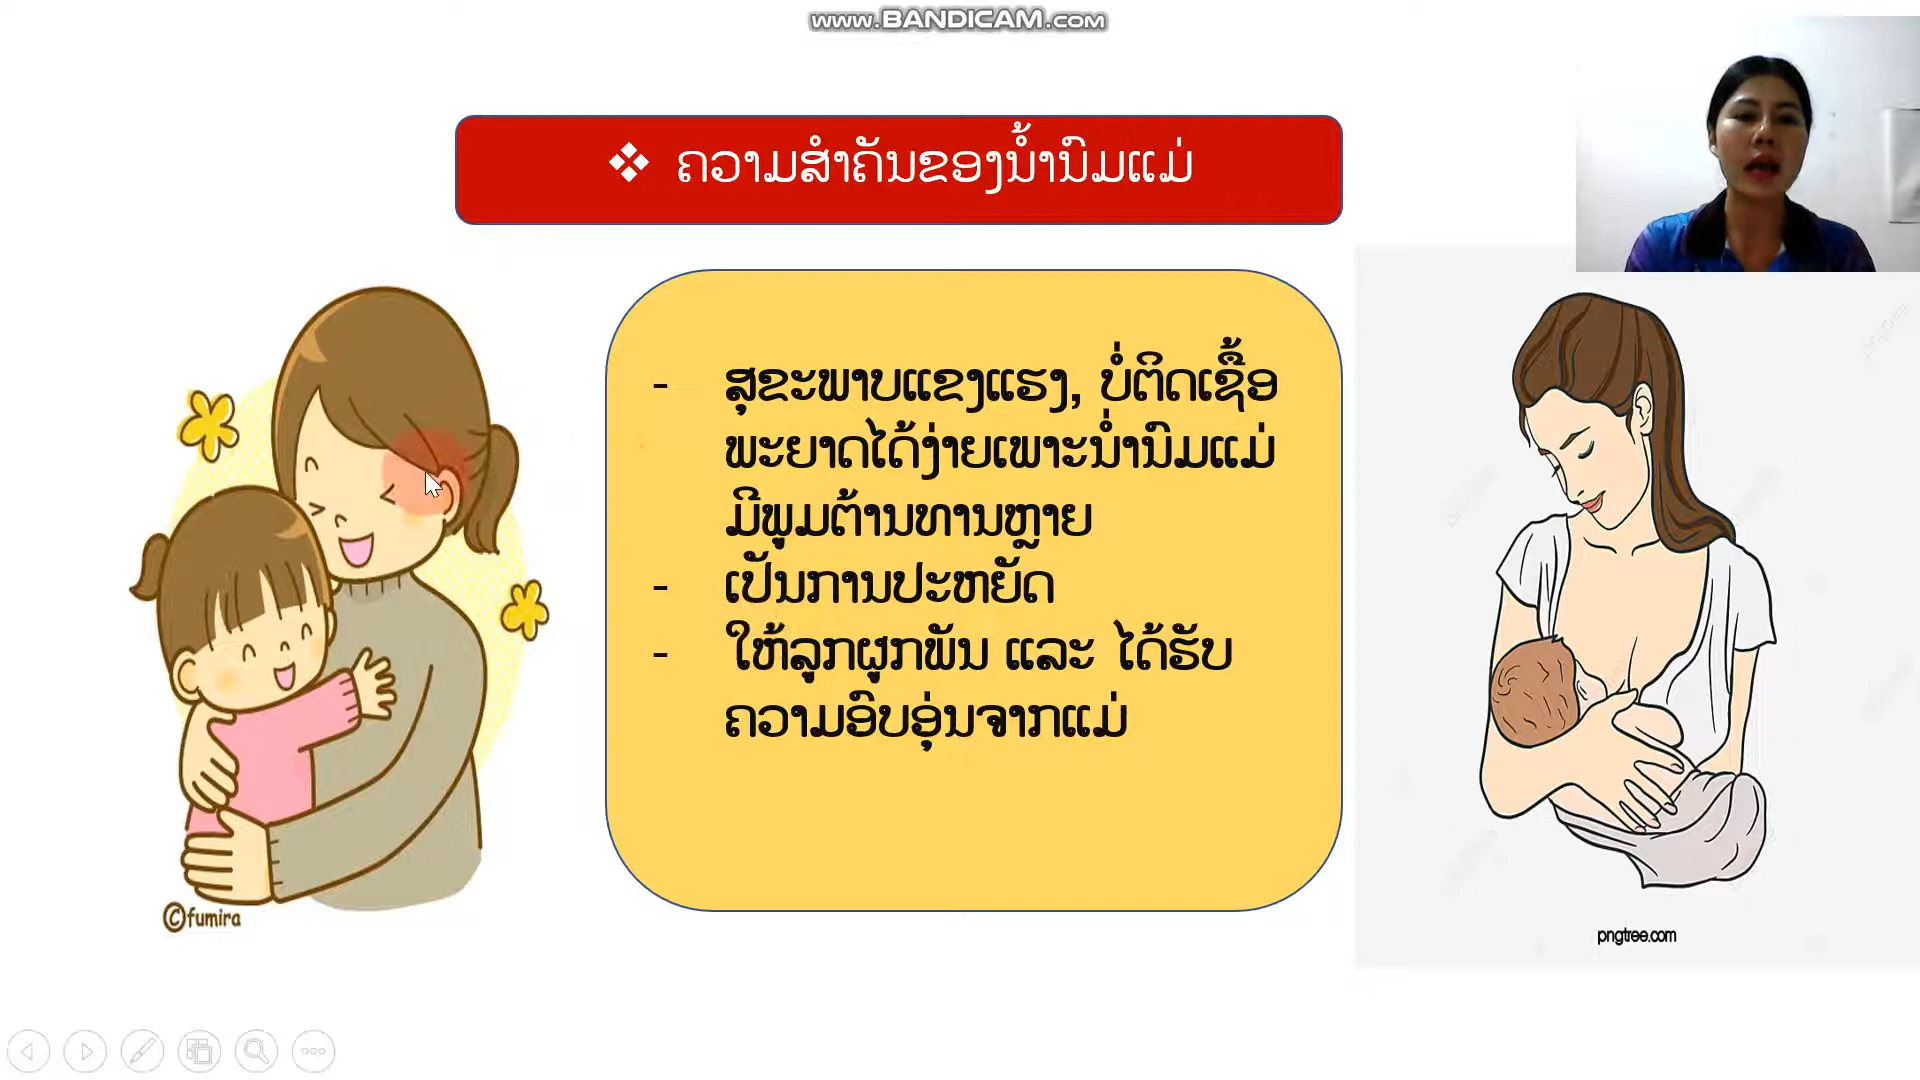 www.BANDICAM.com
❖ ຄວາມສຳຄັນຂອງນ້ຳນົມແມ່
- ສຸຂະພາບແຂງແຮງ, ບໍ່ຕິດເຊື້ອ
ພະຍາດໄດ້ງ່າຍເພາະນ່ຳນົມແມ່
ມີພູມຕ້ານທານຫຼາຍ
- ເປັນການປະຫຍັດ
- ໃຫ້ລູກຜູກພັນ ແລະ ໄດ້ຮັບ
ຄວາມອົບອຸ່ນຈາກແມ່
©fumira
pngtree.com